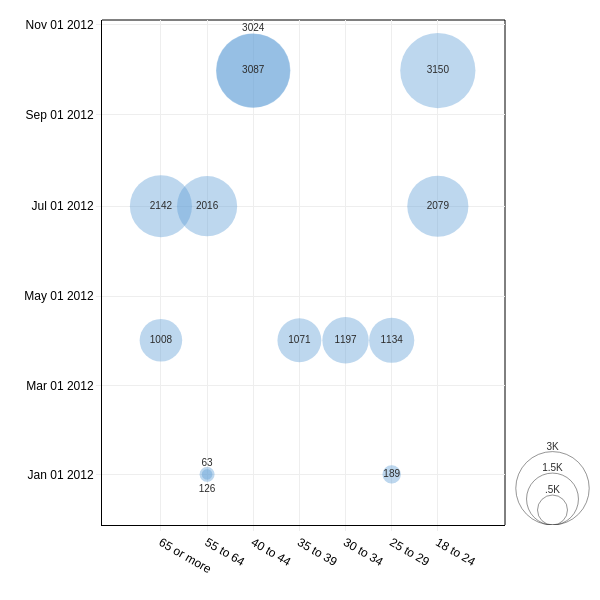 Nov 01 2012
3024
3087
3150
Sep 01 2012
Jul 01 2012
2142
2016
2079
May 01 2012
1008
1071
1197
1134
Mar 01 2012
3K
63
1.5K
Jan 01 2012
189
126
.5K
65 or more
55 to 64
40 to 44
35 to 39
30 to 34
25 to 29
18 to 24